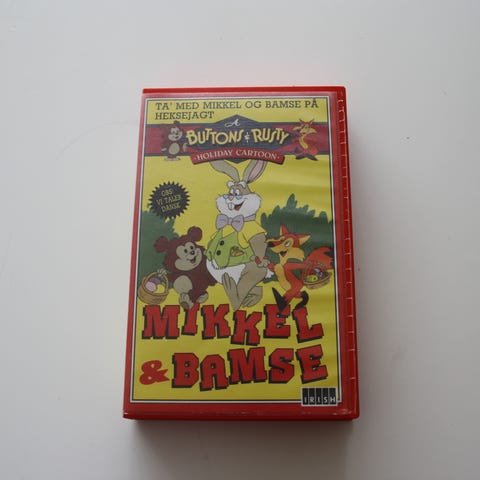 TA' MED MIKKEL OG BAMSE PÅ
HEKSEJAGT
A
BUTTONS & RUSTY
HOLIDAY CARTOON
OBS!
VI TALER
DANSK
MIKKEL
& BAMSE
IRISH